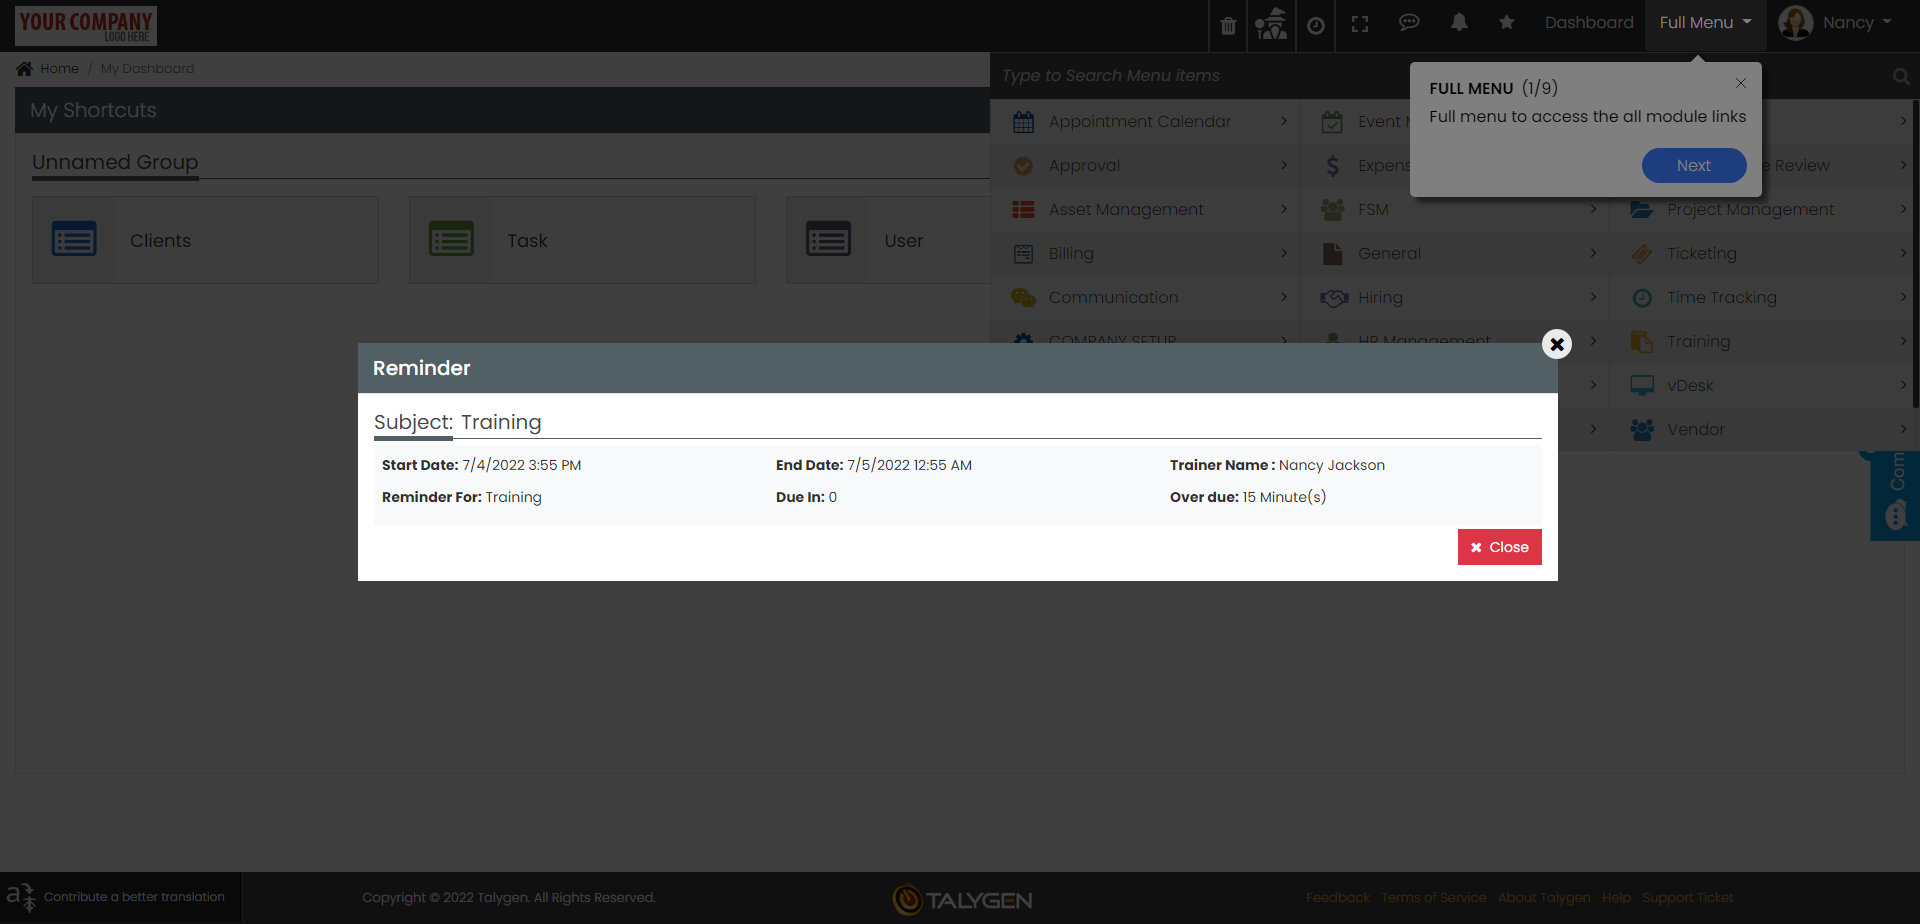 YOUR COMPANY
LOGO HERE
Dashboard
Full Menu
Nancy
Home / My Dashboard
Type to Search Menu items
FULL MENU (1/9)
Full menu to access the all module links
Next
My Shortcuts
Unnamed Group
Clients
Task
User
Appointment Calendar
Approval
Asset Management
Billing
Communication
COMPANY SETUP
Event M
Expens
FSM
General
Hiring
HR Management
e Review
Project Management
Ticketing
Time Tracking
Training
vDesk
Vendor
Com
Reminder
Subject: Training
Start Date: 7/4/2022 3:55 PM
End Date: 7/5/2022 12:55 AM
Trainer Name : Nancy Jackson
Reminder For: Training
Due In: 0
Over due: 15 Minute(s)
Close
Contribute a better translation
Copyright © 2022 Talygen. All Rights Reserved.
TALYGEN
Feedback Terms of Service About Talygen Help Support Ticket